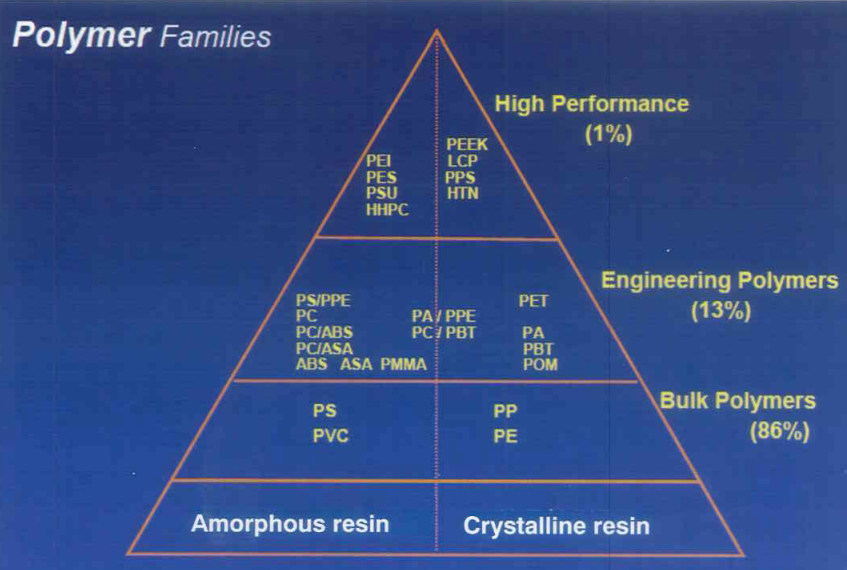 Polymer Families
High Performance
(1%)
PEI
PES
PSU
HHPC
PEEK
LCP
PPS
HTN
Engineering Polymers
(13%)
PS/PPE
PC
PC/ABS
PC/ASA
ABS ASA PMMA
PA / PPE
PC / PBT
PET
PA
PBT
POM
Bulk Polymers
(86%)
PS
PVC
PP
PE
Amorphous resin
Crystalline resin